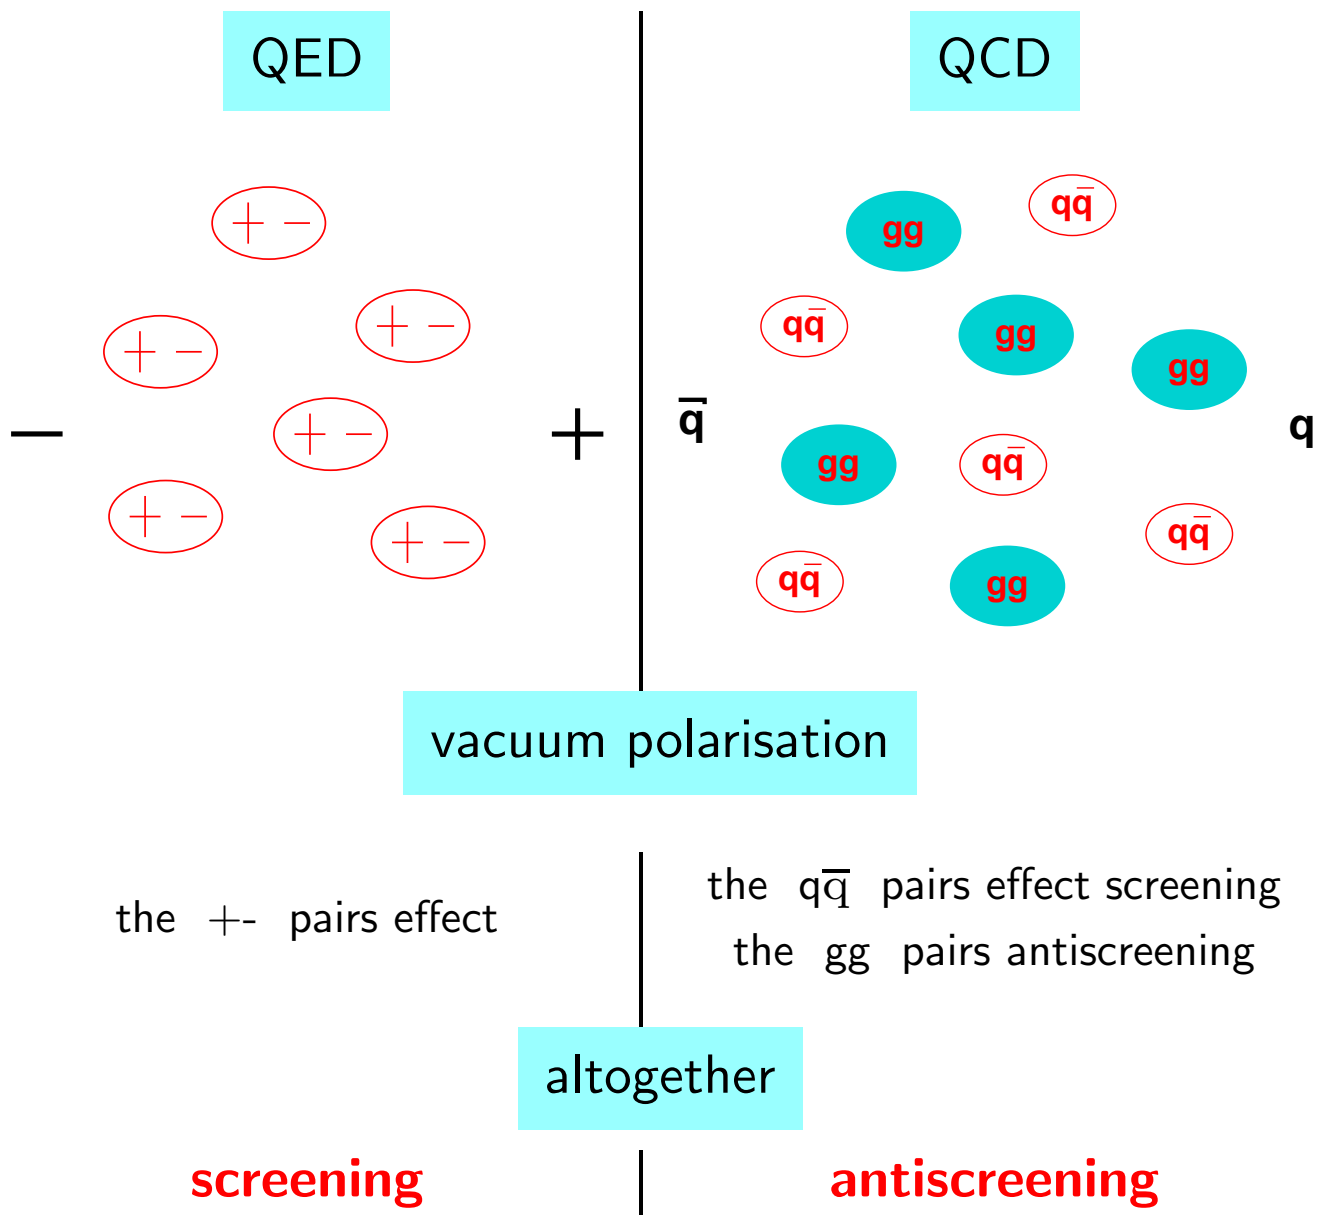 QED
QCD
+ −
qq̅
gg
+ −
qq̅
gg
+ −
gg
− + − +
q̅ q
gg
qq̅
+ −
qq̅
+ −
qq̅
gg
vacuum polarisation
the +- pairs effect
the qq̅ pairs effect screening
the gg pairs antiscreening
altogether
screening
antiscreening